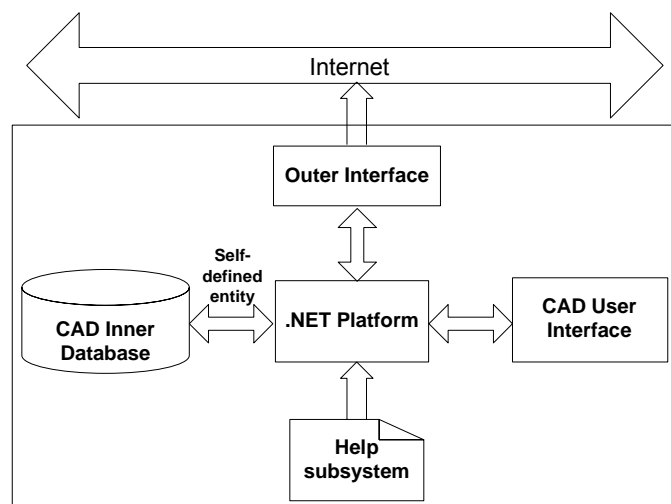 Internet
Outer Interface
Self-
defined
entity
CAD Inner
Database
.NET Platform
CAD User
Interface
Help
subsystem